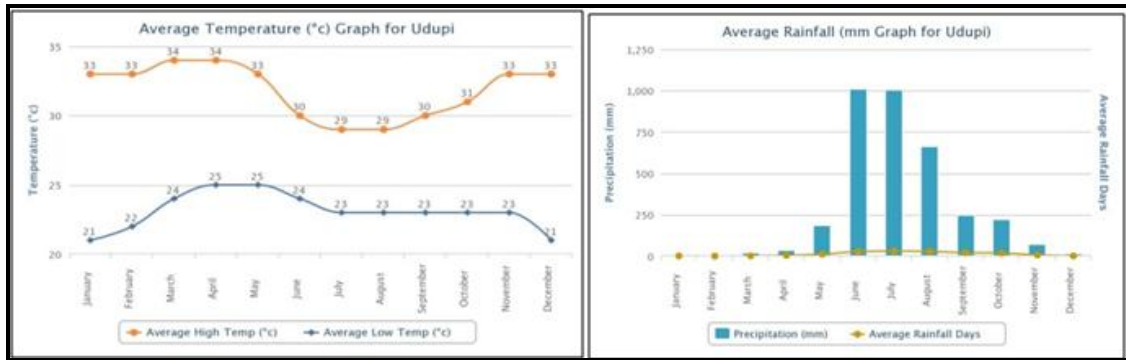 Average Temperature (°c) Graph for Udupi
35
30
25
20
Temperature (°c)
33 33 34 34 33 30 29 29 30 31 33 33
21 22 24 25 25 24 23 23 23 23 23 21
January February March April May June July August September October November December
Average High Temp (°c) Average Low Temp (°c)
Average Rainfall (mm Graph for Udupi)
1,250
1,000
750
500
250
0
Precipitation (mm)
Average Rainfall Days
January February March April May June July August September October November December
Precipitation (mm) Average Rainfall Days